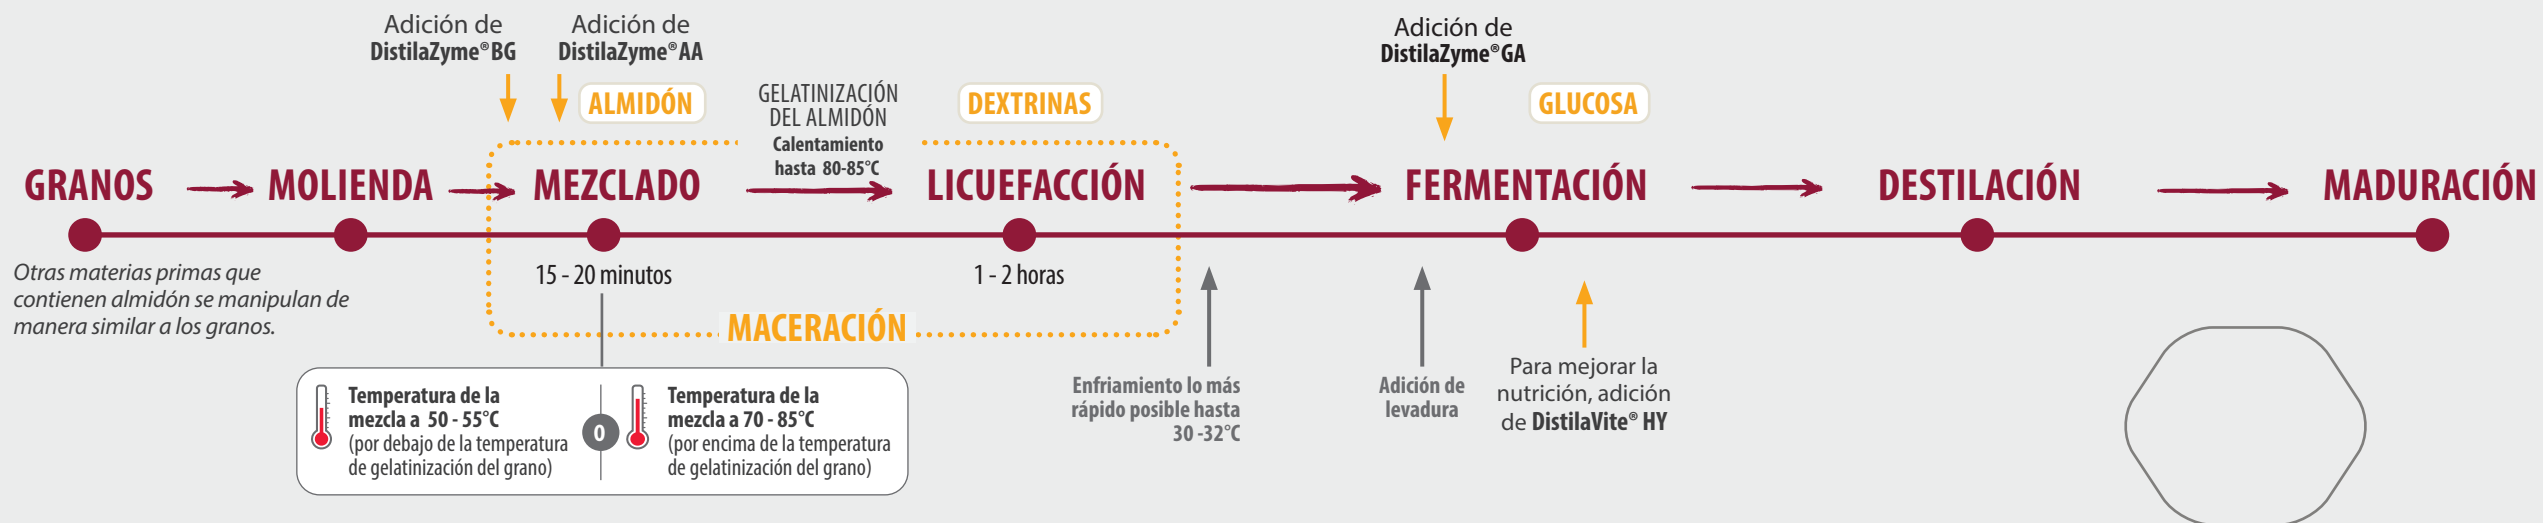 Adición de
DistilaZyme®BG
Adición de
DistilaZyme®AA
ALMIDÓN
GELATINIZACIÓN
DEL ALMIDÓN
Calentamiento
hasta 80-85°C
DEXTRINAS
Adición de
DistilaZyme®GA
GLUCOSA
GRANOS
MOLIENDA
MEZCLADO
LICUEFACCIÓN
FERMENTACIÓN
DESTILACIÓN
MADURACIÓN
Otras materias primas que
contienen almidón se manipulan de
manera similar a los granos.
15 - 20 minutos
1 - 2 horas
MACERACIÓN
Temperatura de la
mezcla a 50 - 55°C
(por debajo de la temperatura
de gelatinización del grano)
O
Temperatura de la
mezcla a 70 - 85°C
(por encima de la temperatura
de gelatinización del grano)
Enfriamiento lo más
rápido posible hasta
30 -32°C
Adición de
levadura
Para mejorar la
nutrición, adición
de DistilaVite® HY